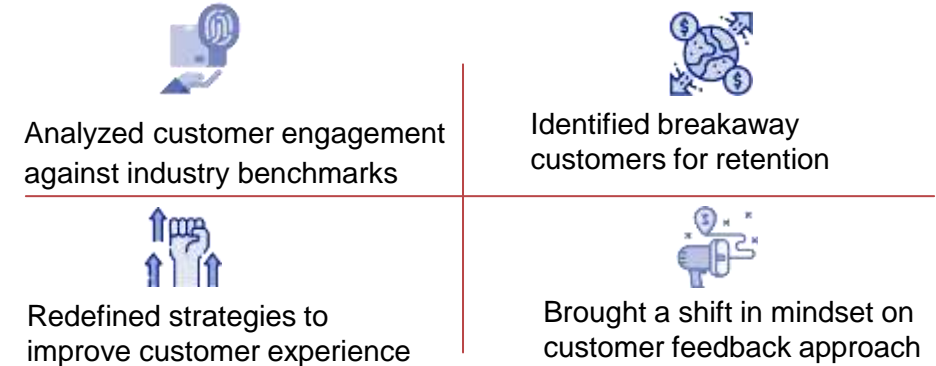 Analyzed customer engagement
against industry benchmarks
Identified breakaway
customers for retention
Redefined strategies to
improve customer experience
Brought a shift in mindset on
customer feedback approach